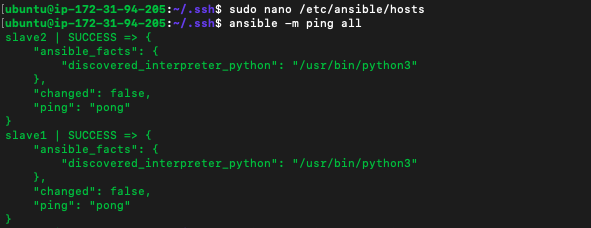 [ubuntu@ip-172-31-94-205:~/.ssh$ sudo nano /etc/ansible/hosts
[ubuntu@ip-172-31-94-205:~/.ssh$ ansible -m ping all
slave2 | SUCCESS => {
    "ansible_facts": {
        "discovered_interpreter_python": "/usr/bin/python3"
    },
    "changed": false,
    "ping": "pong"
}
slave1 | SUCCESS => {
    "ansible_facts": {
        "discovered_interpreter_python": "/usr/bin/python3"
    },
    "changed": false,
    "ping": "pong"
}